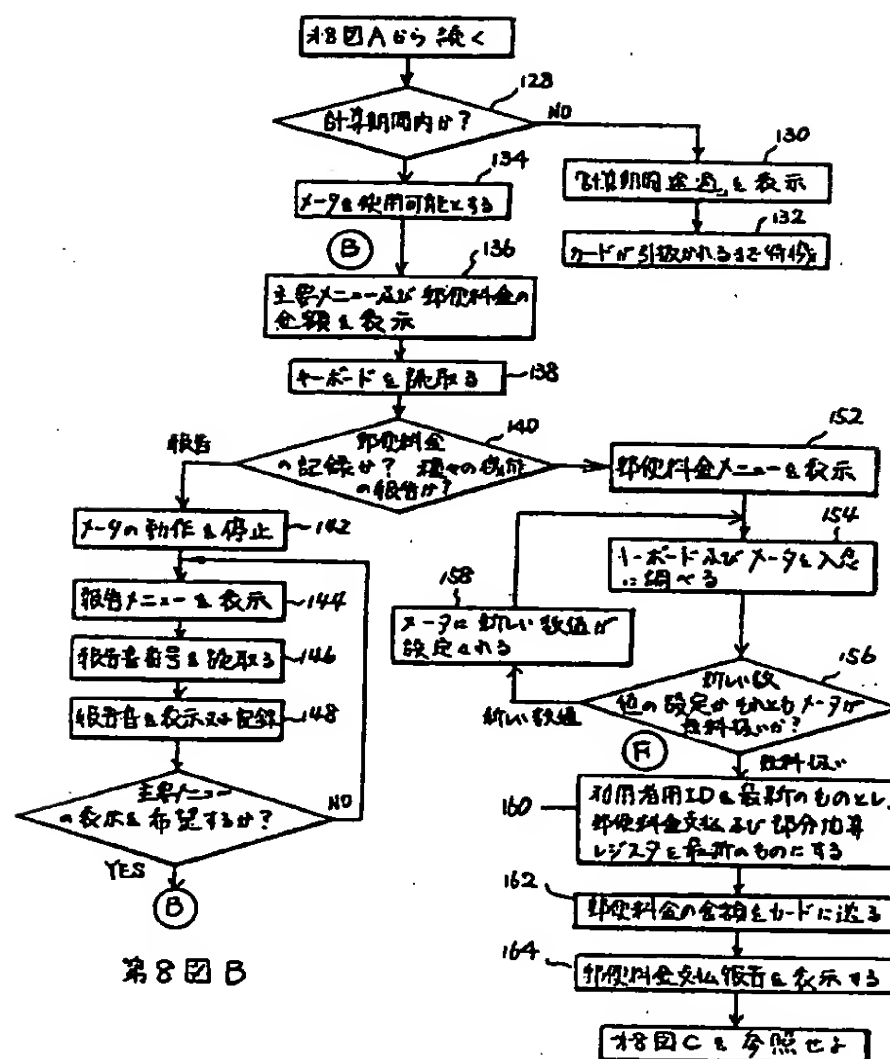 オ8図Aから続く
128
計算期間内か?
NO
130
「計算期間途過」を表示
132
カードが引抜かれるまで待機
134
メータを使用可能とする
B
136
主要メニュー及び郵便料金の
金額を表示
キーボードを読取る
138
140
郵便料金
の記録か? 種々の機能
の報告か?
報告
メータの動作を停止
142
報告メニューを表示
144
報告書番号を読取る
146
報告書を表示又は記録
148
主要メニュー
の表示を希望するか?
NO
YES
B
152
郵便料金メニューを表示
154
キーボード及びメータを入念
に調べる
158
メータに新しい数値が
設定される
156
新しい数
値の設定かそれともメータが
無料扱いか?
新しい数値
A
無料扱い
160
利用者用IDを最新のものとし、
郵便料金支払及び部分加算
レジスタを最新のものにする
162
郵便料金の金額をカードに送る
164
郵便料金支払報告を表示する
オ8図Cを参照せよ
第8図B